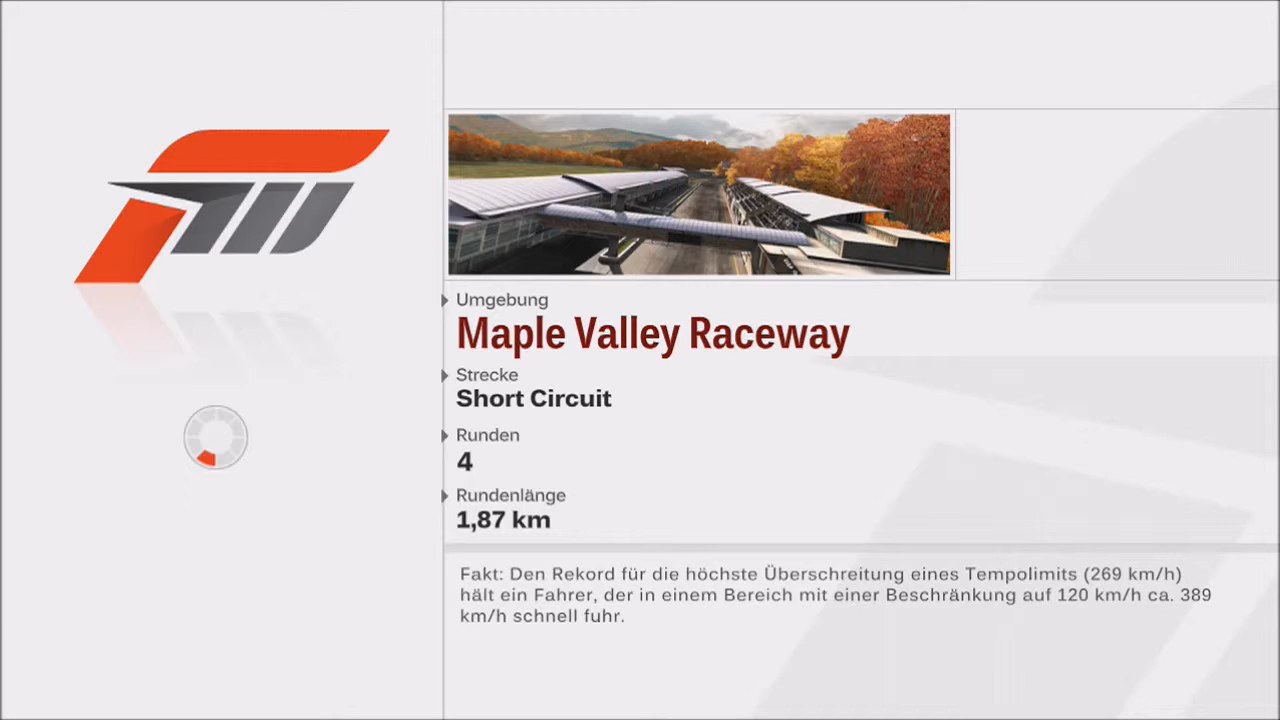 Umgebung
Maple Valley Raceway
Strecke
Short Circuit
Runden
4
Rundenlänge
1,87 km
Fakt: Den Rekord für die höchste Überschreitung eines Tempolimits (269 km/h)
hält ein Fahrer, der in einem Bereich mit einer Beschränkung auf 120 km/h ca. 389
km/h schnell fuhr.